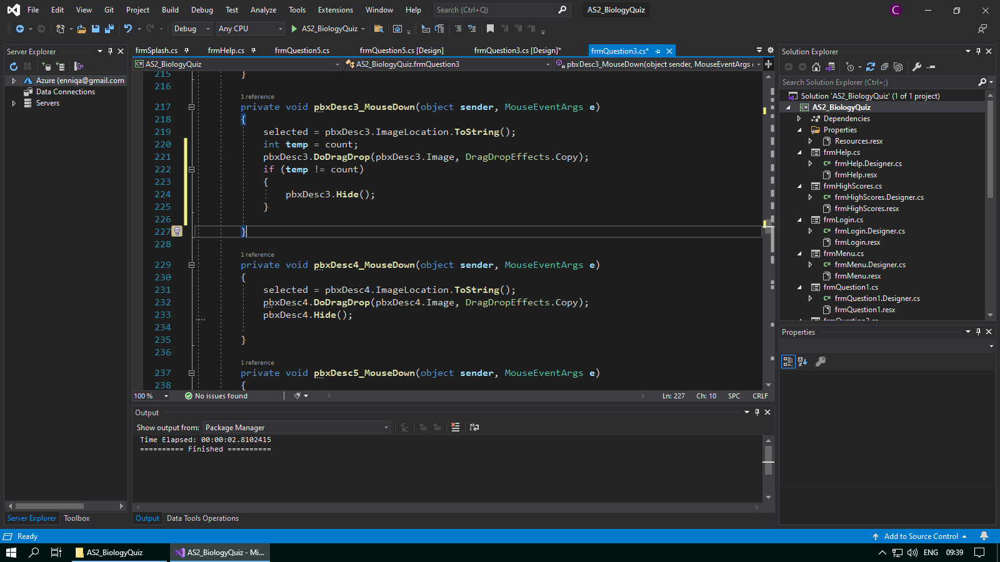 File Edit View Git Project Build Debug Test Analyze Tools Extensions Window Help Search (Ctrl+Q) AS2_BiologyQuiz C
Debug Any CPU AS2_BiologyQuiz
Server Explorer
Azure (enniqa@gmail.com
Data Connections
Servers
Server Explorer Toolbox
frmSplash.cs frmHelp.cs frmQuestion5.cs frmQuestion5.cs [Design] frmQuestion3.cs [Design]* frmQuestion3.cs*
AS2_BiologyQuiz AS2_BiologyQuiz.frmQuestion3 pbxDesc3_MouseDown(object sender, MouseEventArgs e
215 }
216
1 reference
217 private void pbxDesc3_MouseDown(object sender, MouseEventArgs e)
218 {
219 selected = pbxDesc3.ImageLocation.ToString();
220 int temp = count;
221 pbxDesc3.DoDragDrop(pbxDesc3.Image, DragDropEffects.Copy);
222 if (temp != count)
223 {
224 pbxDesc3.Hide();
225 }
226
227 }
228
1 reference
229 private void pbxDesc4_MouseDown(object sender, MouseEventArgs e)
230 {
231 selected = pbxDesc4.ImageLocation.ToString();
232 pbxDesc4.DoDragDrop(pbxDesc4.Image, DragDropEffects.Copy);
233 pbxDesc4.Hide();
234
235 }
236
1 reference
237 private void pbxDesc5_MouseDown(object sender, MouseEventArgs e)
238 {
100 % No issues found Ln: 227 Ch: 10 SPC CRLF
Output
Show output from: Package Manager
Time Elapsed: 00:00:02.8102415
========== Finished ==========
Output Data Tools Operations
Solution Explorer
Search Solution Explorer (Ctrl+;)
Solution 'AS2_BiologyQuiz' (1 of 1 project)
AS2_BiologyQuiz
Dependencies
Properties
Resources.resx
frmHelp.cs
frmHelp.Designer.cs
frmHelp.resx
frmHighScores.cs
frmHighScores.Designer.cs
frmHighScores.resx
frmLogin.cs
frmLogin.Designer.cs
frmLogin.resx
frmMenu.cs
frmMenu.Designer.cs
frmMenu.resx
frmQuestion1.cs
frmQuestion1.Designer.cs
frmQuestion1.resx
frmQuestion2.cs
Properties
Ready Add to Source Control
AS2_BiologyQuiz AS2_BiologyQuiz - Mi... ENG 09:39